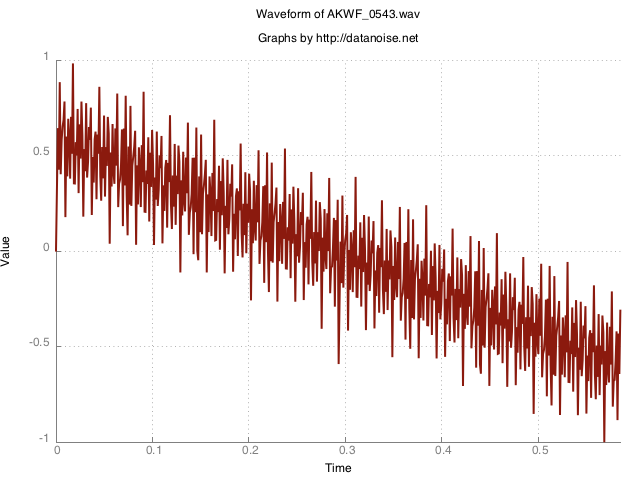 Waveform of AKWF_0543.wav
Graphs by http://datanoise.net
1
0.5
0
-0.5
-1
Value
0 0.1 0.2 0.3 0.4 0.5
Time